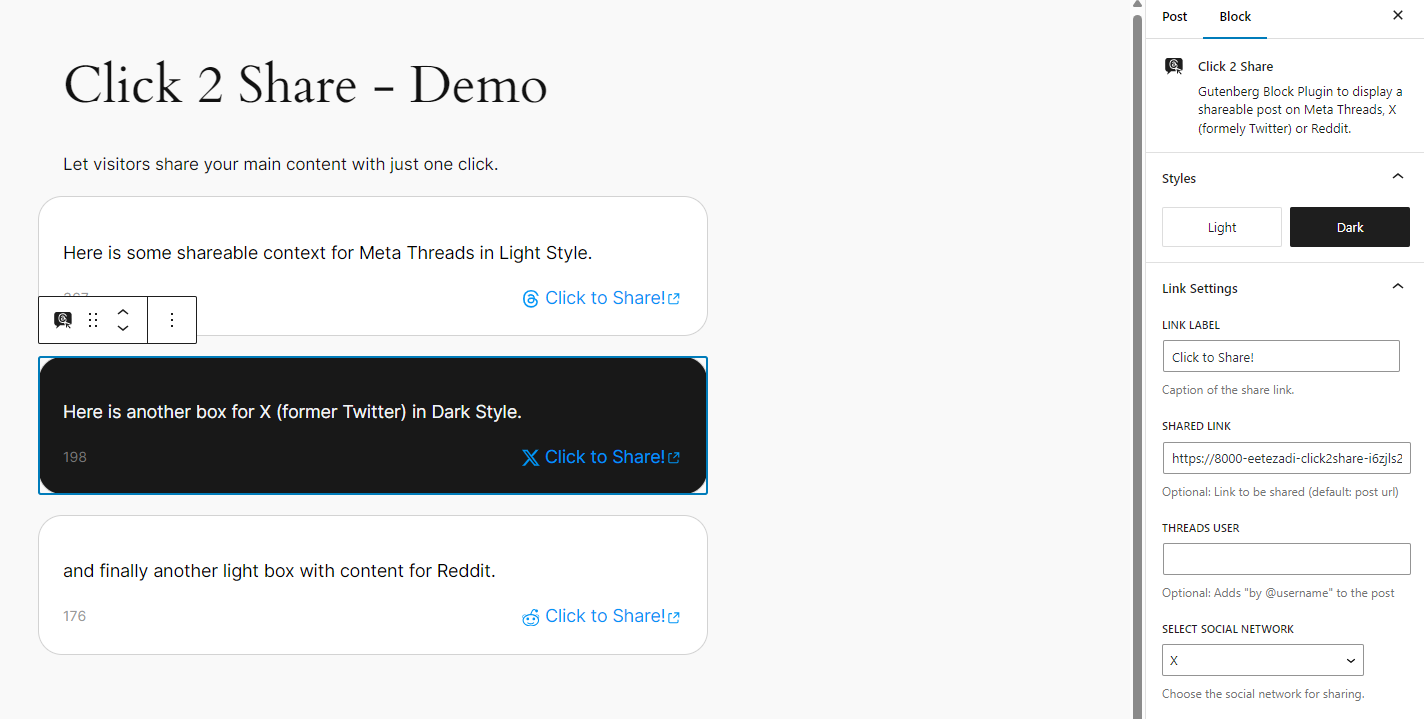 Click 2 Share - Demo
Let visitors share your main content with just one click.
Here is some shareable context for Meta Threads in Light Style.
Click to Share!
Here is another box for X (former Twitter) in Dark Style.
198
Click to Share!
and finally another light box with content for Reddit.
176
Click to Share!
Post
Block
Click 2 Share
Gutenberg Block Plugin to display a
shareable post on Meta Threads, X
(formely Twitter) or Reddit.
Styles
Light
Dark
Link Settings
LINK LABEL
Click to Share!
Caption of the share link.
SHARED LINK
https://8000-eetezadi-click2share-i6zjls2
Optional: Link to be shared (default: post url)
THREADS USER
Optional: Adds "by @username" to the post
SELECT SOCIAL NETWORK
X
Choose the social network for sharing.